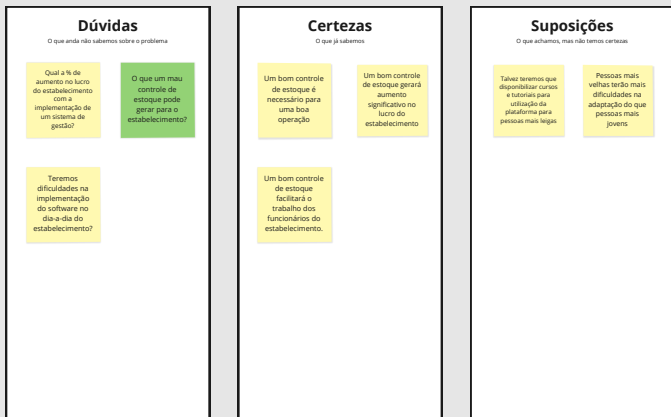 Dúvidas
O que anda não sabemos sobre o problema
Qual a % de
aumento no lucro
do estabelecimento
com a
implementação de
um sistema de
gestão?
O que um mau
controle de
estoque pode
gerar para o
estabelecimento?
Teremos
dificuldades na
implementação
do software no
dia-a-dia do
estabelecimento?
Certezas
O que já sabemos
Um bom controle
de estoque é
necessário para
uma boa
operação
Um bom controle
de estoque gerará
aumento
significativo no
lucro do
estabelecimento
Um bom controle
de estoque
facilitará o
trabalho dos
funcionários do
estabelecimento.
Suposições
O que achamos, mas não temos certezas
Talvez teremos que
disponibilizar cursos
e tutoriais para
utilização da
plataforma para
pessoas mais leigas
Pessoas mais
velhas terão mais
dificuldades na
adaptação do que
pessoas mais
jovens